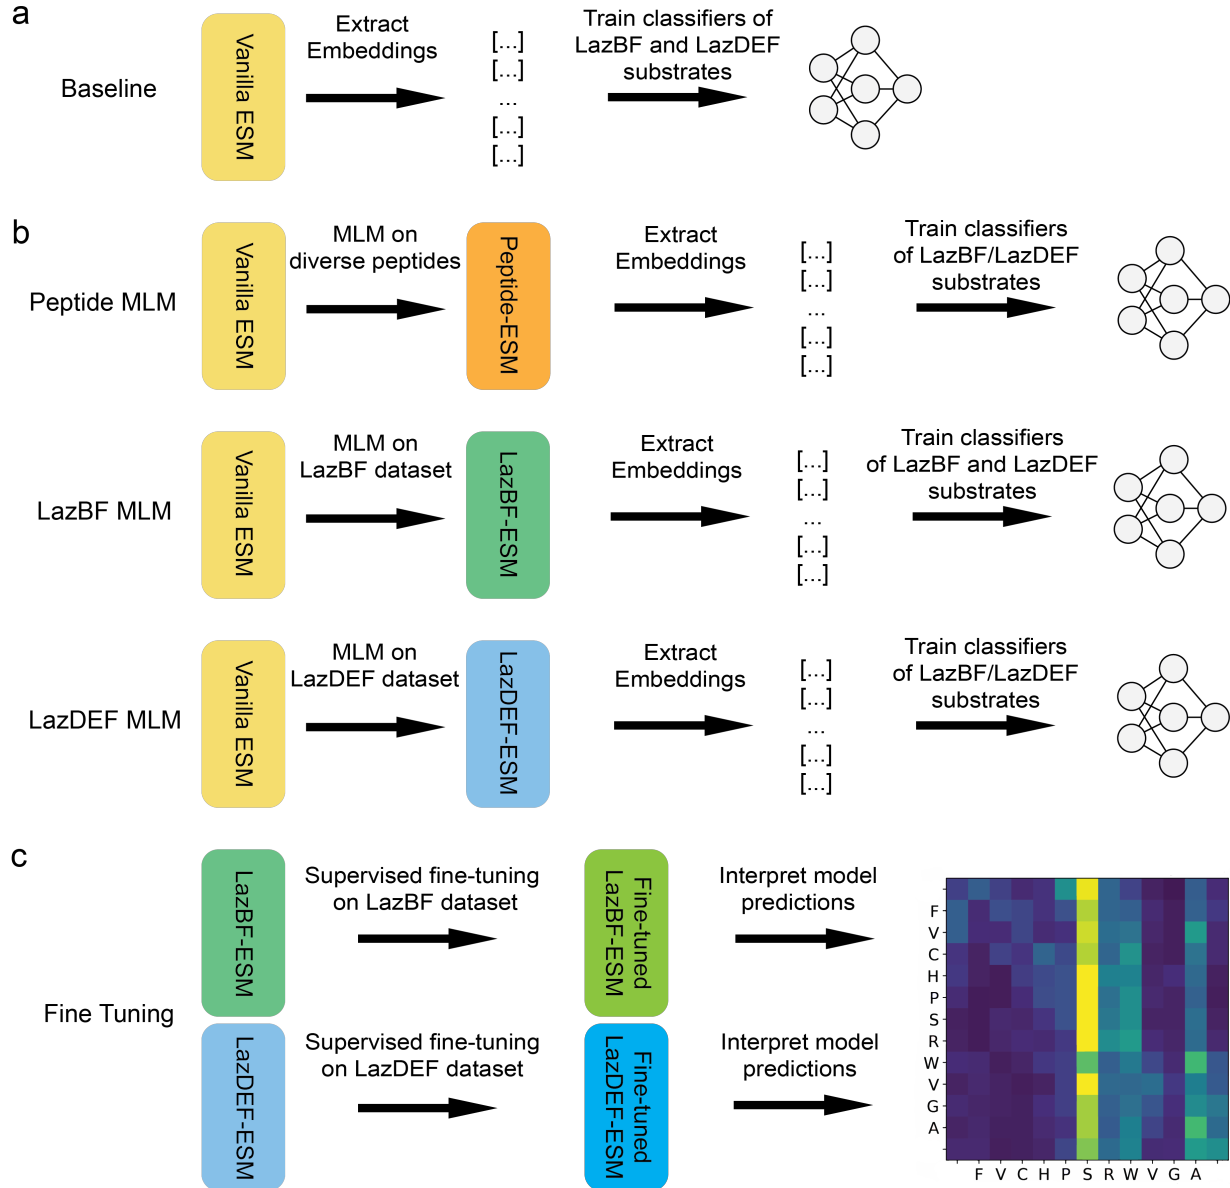 a
Baseline
Vanilla ESM
Extract
Embeddings
[...]
[...]
...
[...]
[...]
Train classifiers of
LazBF and LazDEF
substrates
b
Peptide MLM
Vanilla ESM
MLM on
diverse peptides
Peptide-ESM
Extract
Embeddings
[...]
[...]
...
[...]
[...]
Train classifiers
of LazBF/LazDEF
substrates
LazBF MLM
Vanilla ESM
MLM on
LazBF dataset
LazBF-ESM
Extract
Embeddings
[...]
[...]
...
[...]
[...]
Train classifiers
of LazBF and LazDEF
substrates
LazDEF MLM
Vanilla ESM
MLM on
LazDEF dataset
LazDEF-ESM
Extract
Embeddings
[...]
[...]
...
[...]
[...]
Train classifiers
of LazBF/LazDEF
substrates
c
Fine Tuning
LazBF-ESM
Supervised fine-tuning
on LazBF dataset
Fine-tuned
LazBF-ESM
Interpret model
predictions
LazDEF-ESM
Supervised fine-tuning
on LazDEF dataset
Fine-tuned
LazDEF-ESM
Interpret model
predictions
F
V
C
H
P
S
R
W
V
G
A
F V C H P S R W V G A